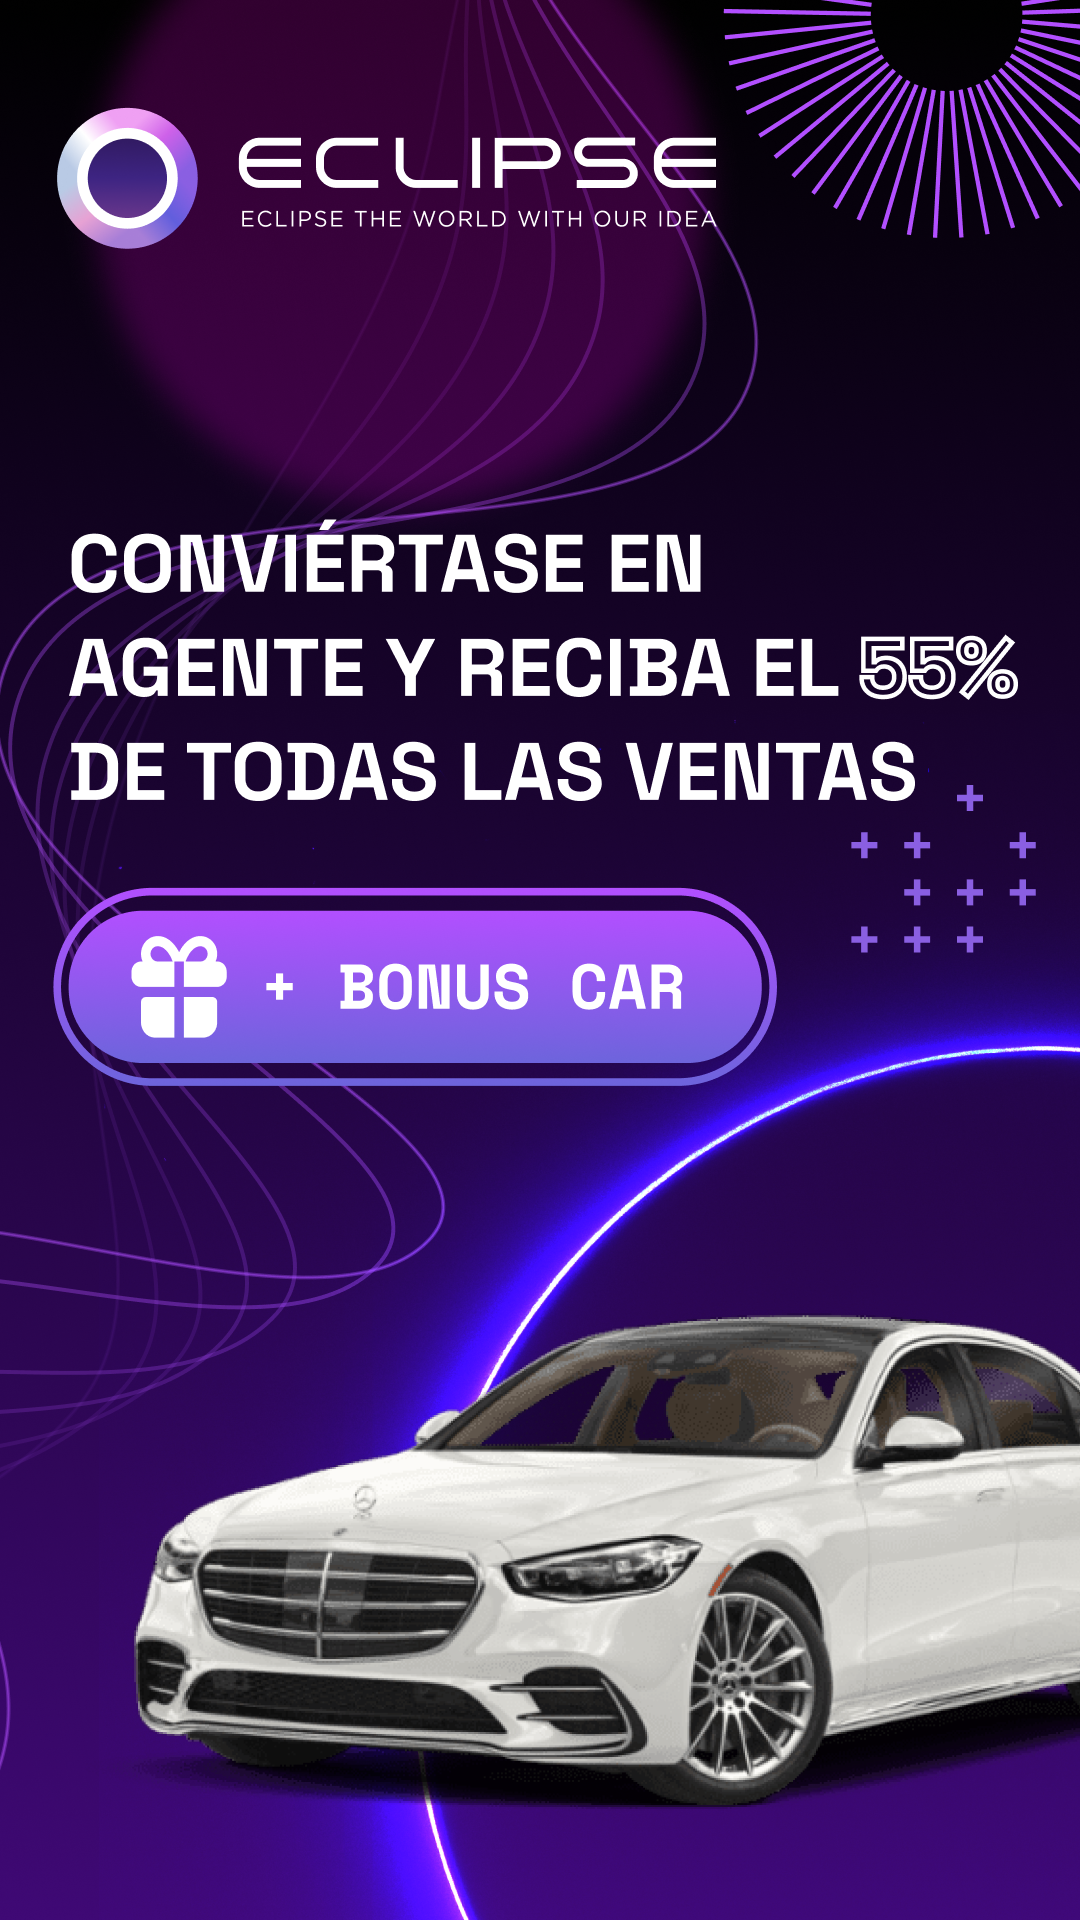 ECLIPSE
ECLIPSE THE WORLD WITH OUR IDEA
CONVIÉRTASE EN
AGENTE Y RECIBA EL 55%
DE TODAS LAS VENTAS
+ BONUS CAR